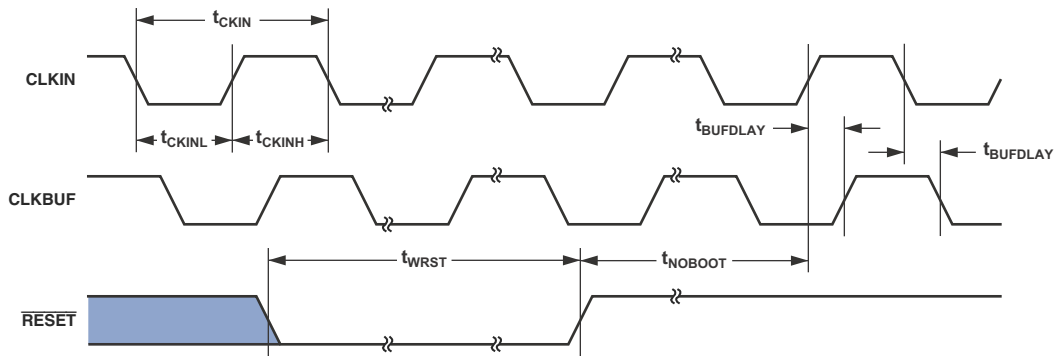 tCKIN
CLKIN
tCKINL
tCKINH
tBUFDLAY
tBUFDLAY
CLKBUF
tWRST
tNOBOOT
RESET